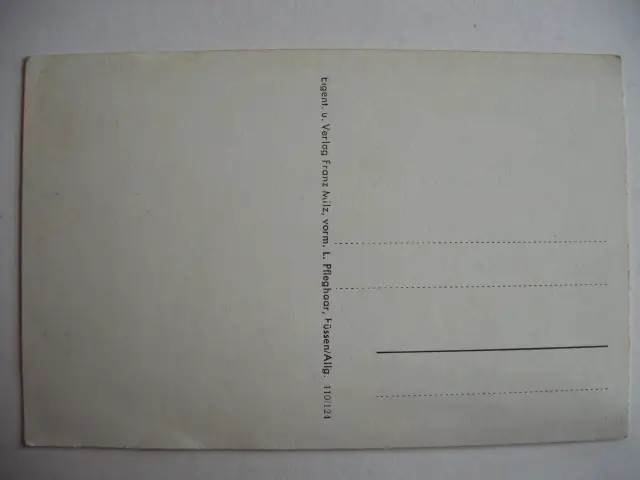 Eigent. u. Verlag Franz Milz, vorm. L. Pfleghaar, Füssen/Allg. 110/124